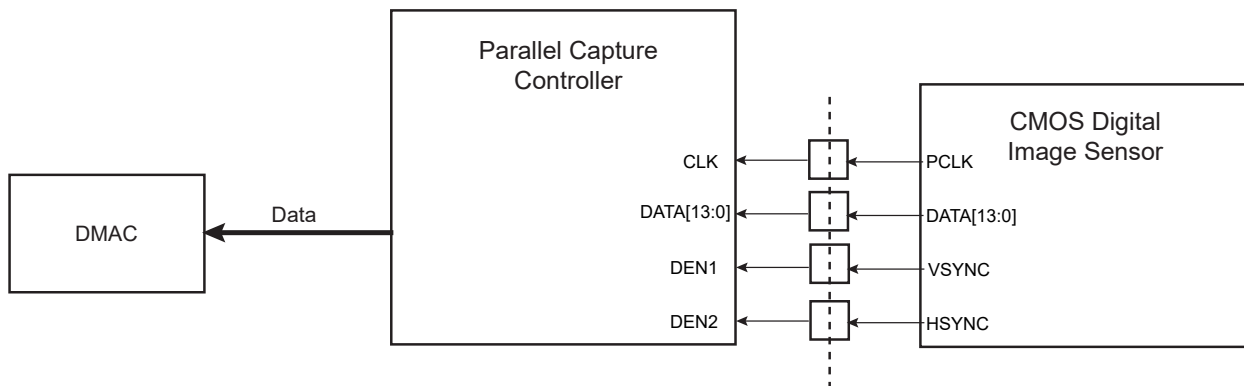 Parallel Capture
Controller
CMOS Digital
Image Sensor
CLK
PCLK
DATA[13:0]
DATA[13:0]
Data
DMAC
DEN1
VSYNC
DEN2
HSYNC